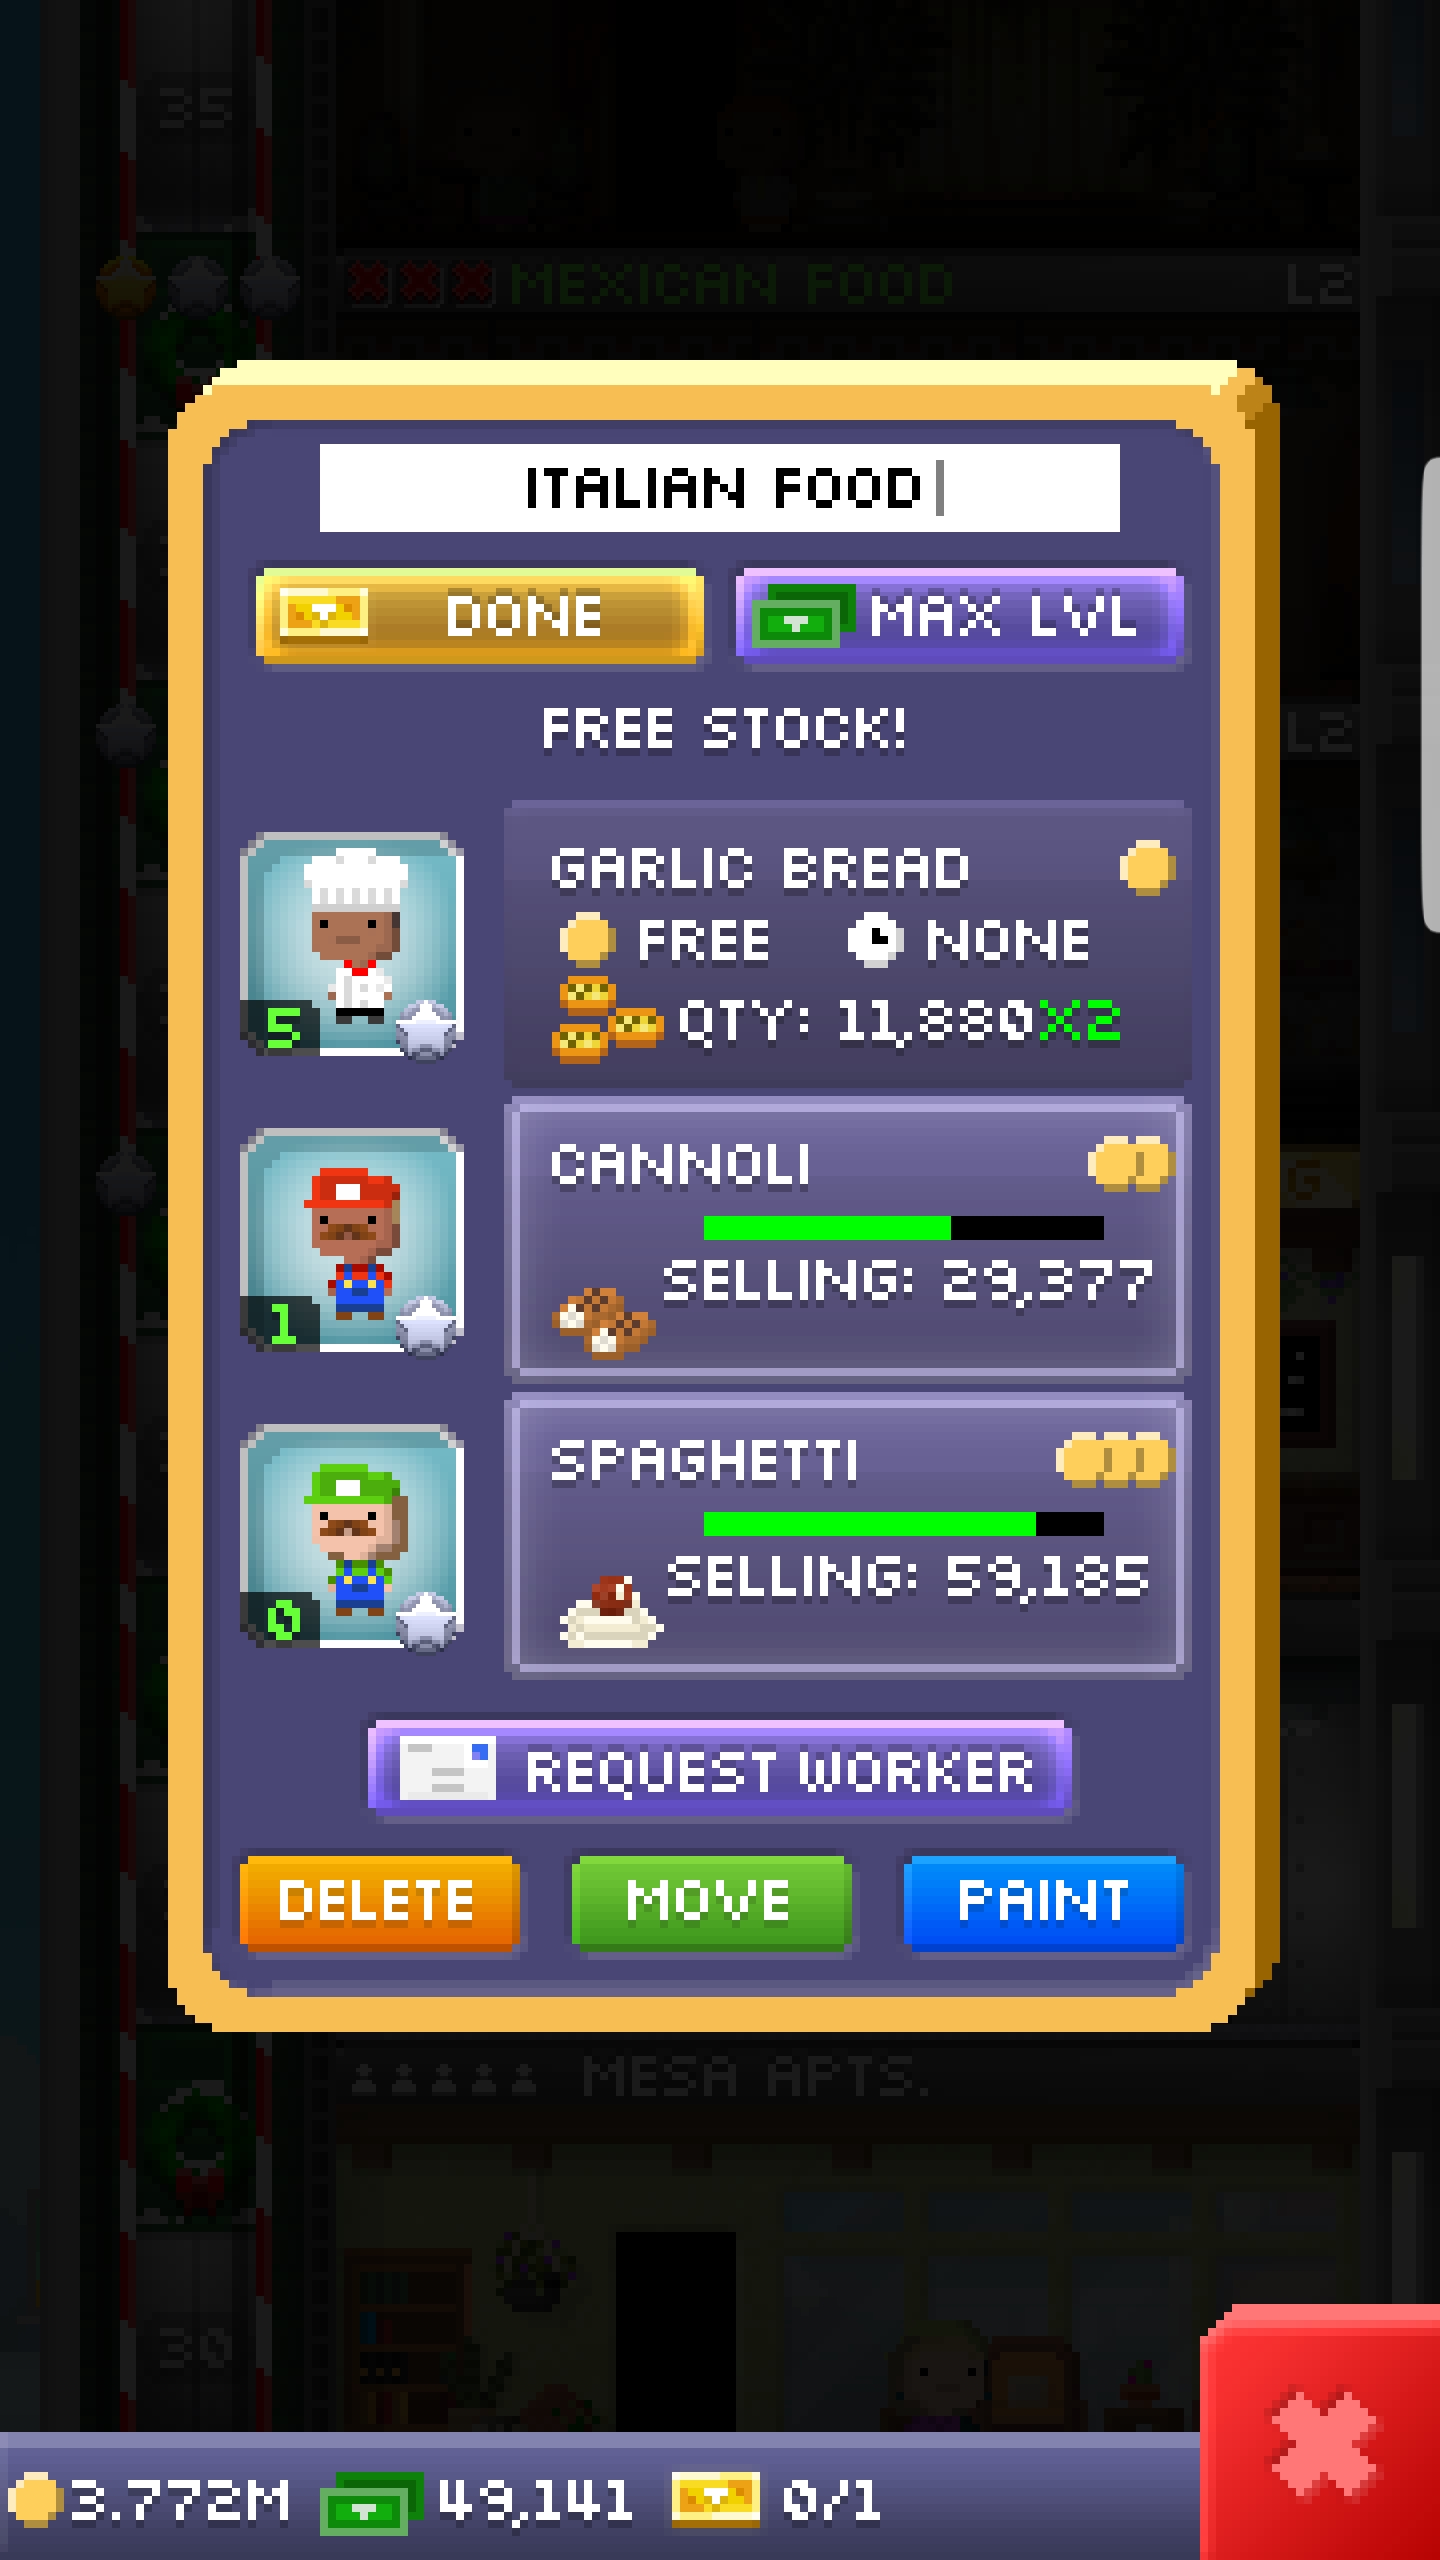 35
MEXICAN FOOD L2
ITALIAN FOOD
DONE MAX LVL
FREE STOCK!
L2
GARLIC BREAD
FREE NONE
QTY: 11,880X2
5
CANNOLI
SELLING: 29,377
1
SPAGHETTI
SELLING: 59,185
0
REQUEST WORKER
DELETE MOVE PAINT
MESA APTS.
30
3.772M 49,141 0/1